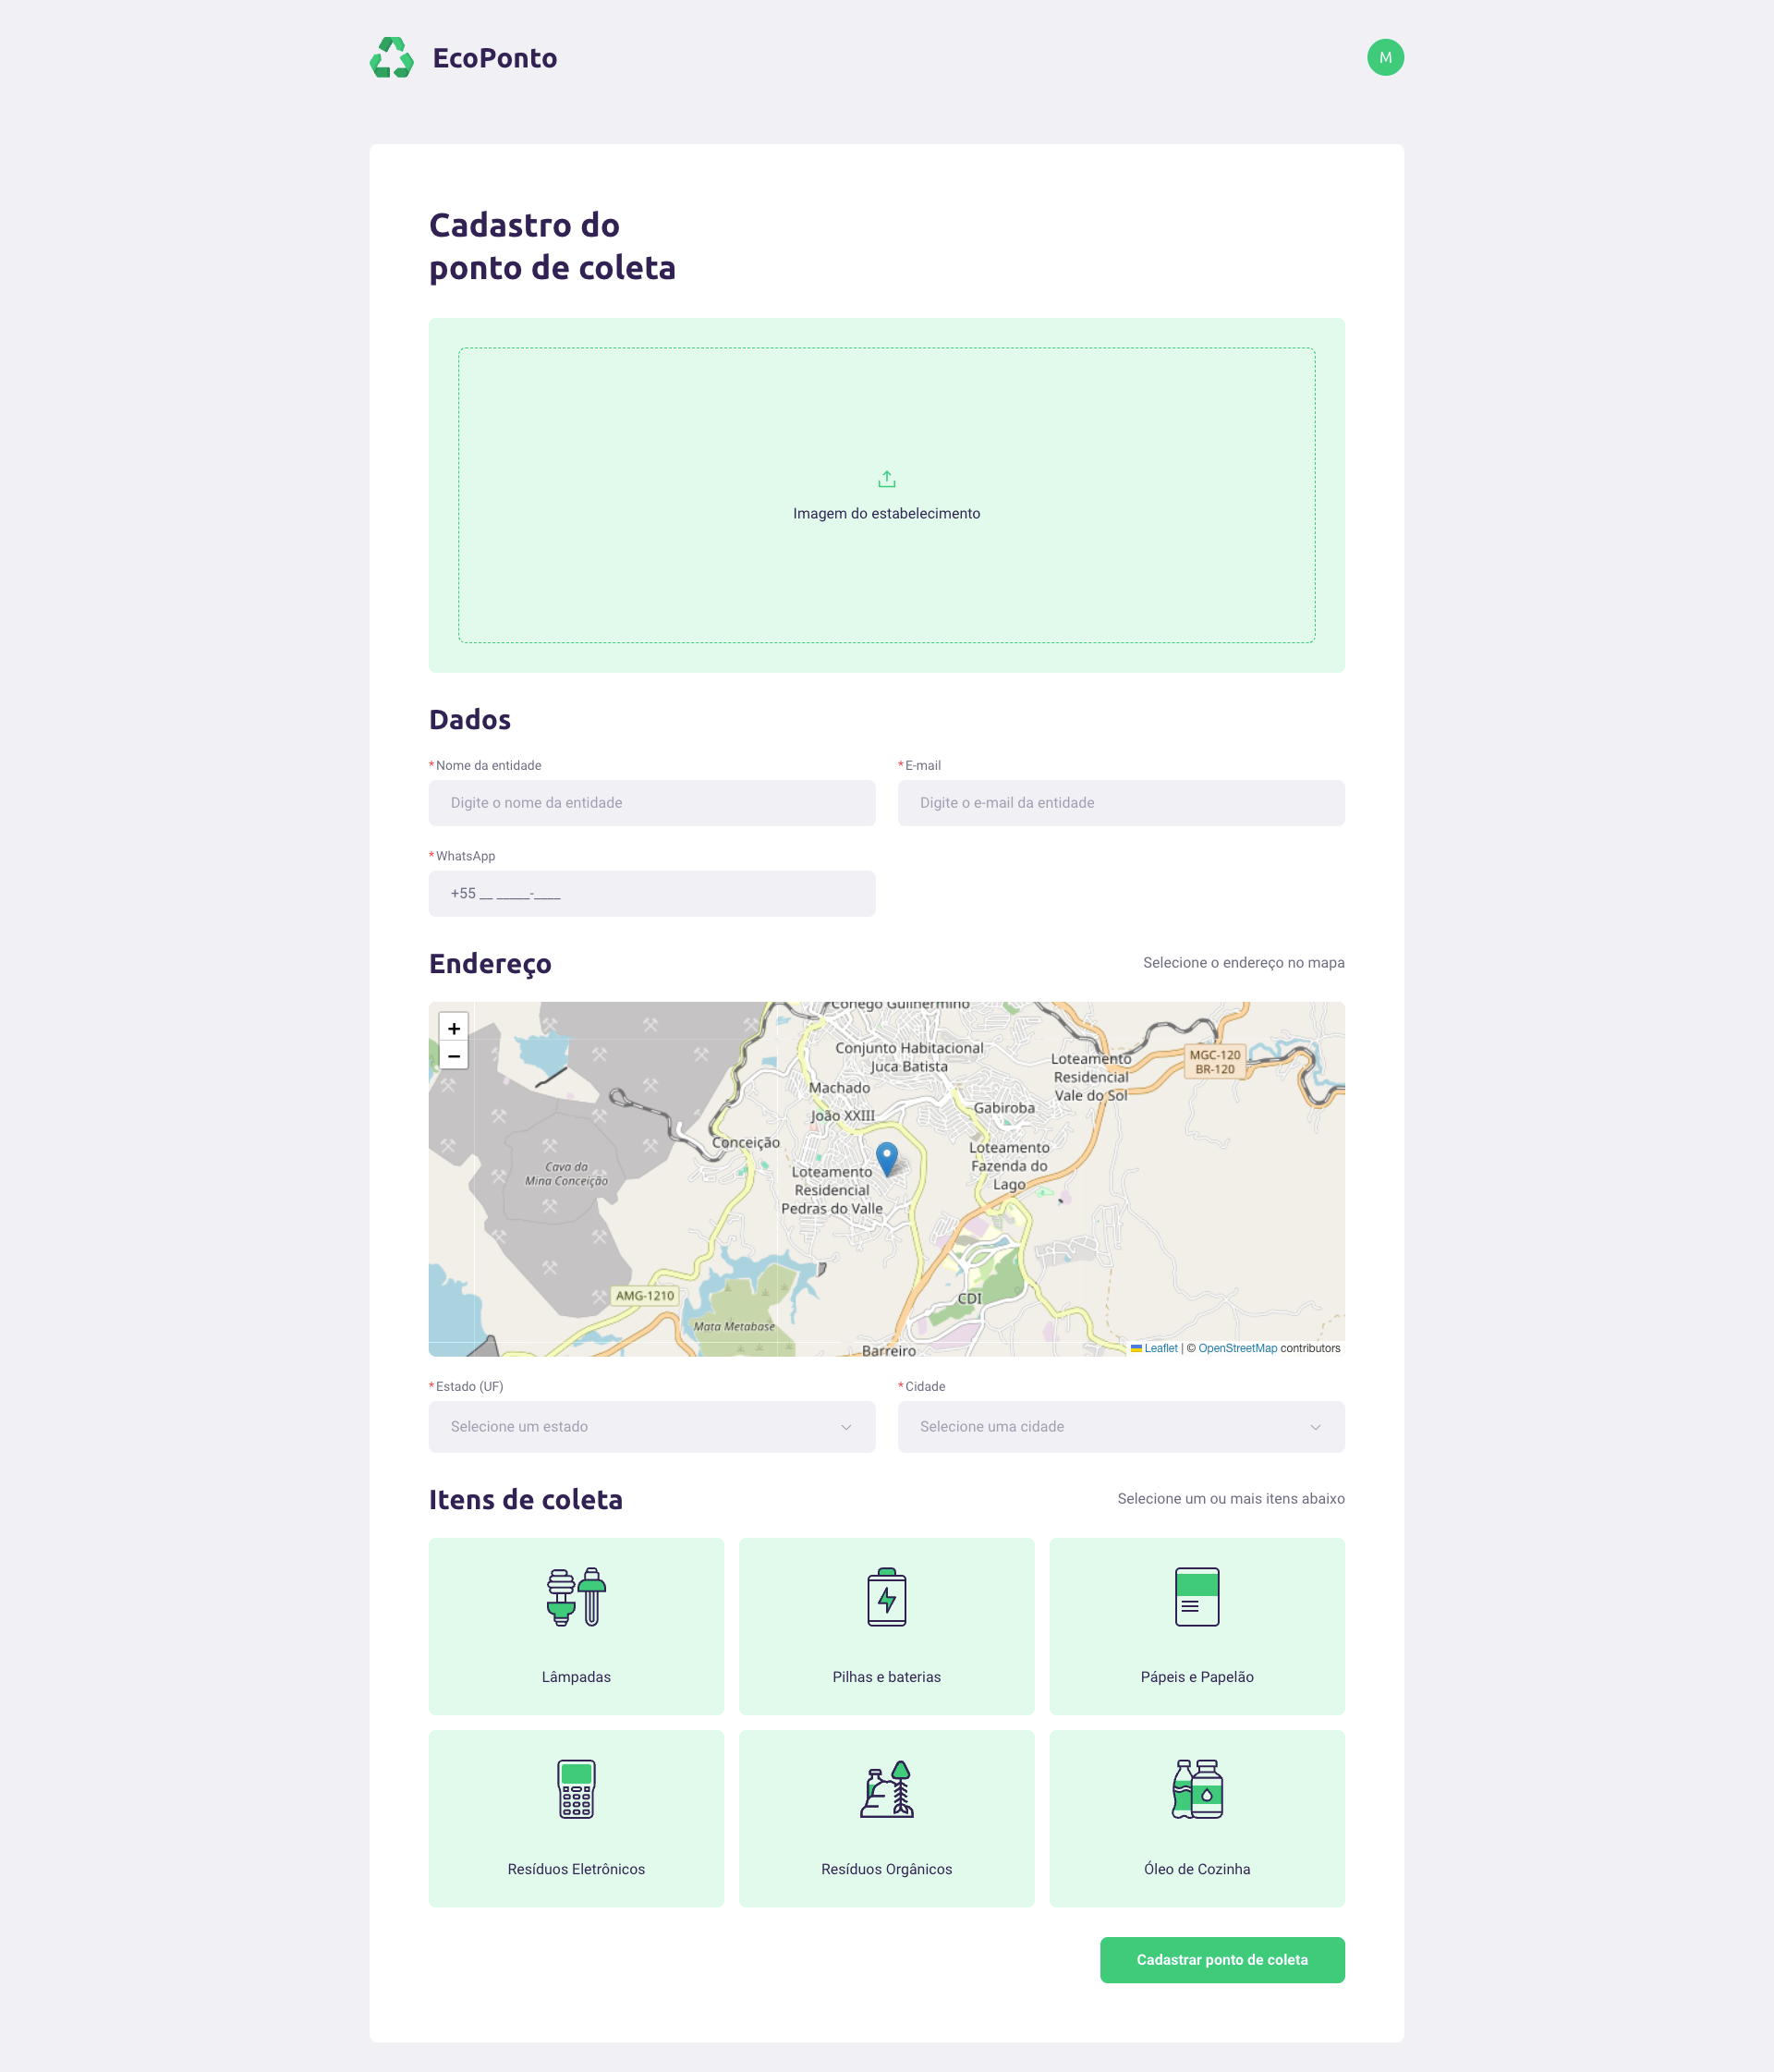 EcoPonto
M
Cadastro do
ponto de coleta
Imagem do estabelecimento
Dados
*Nome da entidade
*E-mail
Digite o nome da entidade
Digite o e-mail da entidade
*WhatsApp
+55 __ _____-____
Endereço
Selecione o endereço no mapa
+
−
Cônego Guilhermino
Conjunto Habitacional
Juca Batista
Loteamento
Residencial
Vale do Sol
MGC-120
BR-120
Machado
João XXIII
Gabiroba
Conceição
Loteamento
Fazenda do
Lago
Cava da
Mina Conceição
Loteamento
Residencial
Pedras do Valle
AMG-1210
CDI
Mata Metabase
Barreiro
Leaflet | © OpenStreetMap contributors
*Estado (UF)
*Cidade
Selecione um estado
Selecione uma cidade
Itens de coleta
Selecione um ou mais itens abaixo
Lâmpadas
Pilhas e baterias
Pápeis e Papelão
Resíduos Eletrônicos
Resíduos Orgânicos
Óleo de Cozinha
Cadastrar ponto de coleta